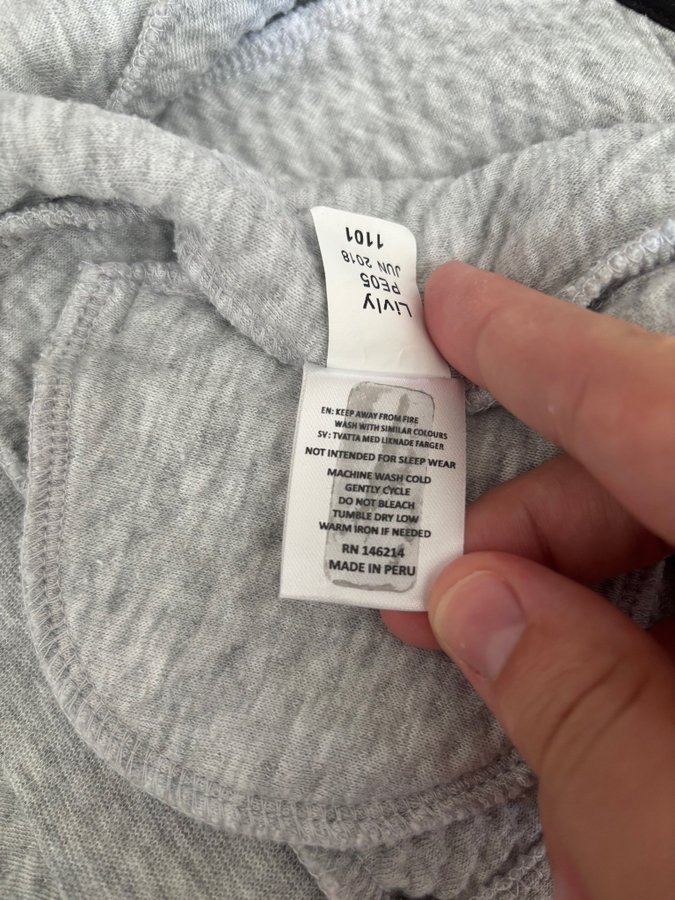 Livly
PE05
JUN 2018
1101
EN: KEEP AWAY FROM FIRE
WASH WITH SIMILAR COLOURS
SV: TVATTA MED LIKNADE FARGER
NOT INTENDED FOR SLEEP WEAR
MACHINE WASH COLD
GENTLY CYCLE
DO NOT BLEACH
TUMBLE DRY LOW
WARM IRON IF NEEDED
RN 146214
MADE IN PERU